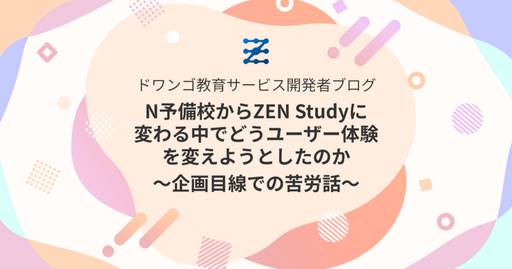 ドワンゴ教育サービス開発者ブログ
N予備校からZEN Studyに
変わる中でどうユーザー体験
を変えようとしたのか
〜企画目線での苦労話〜